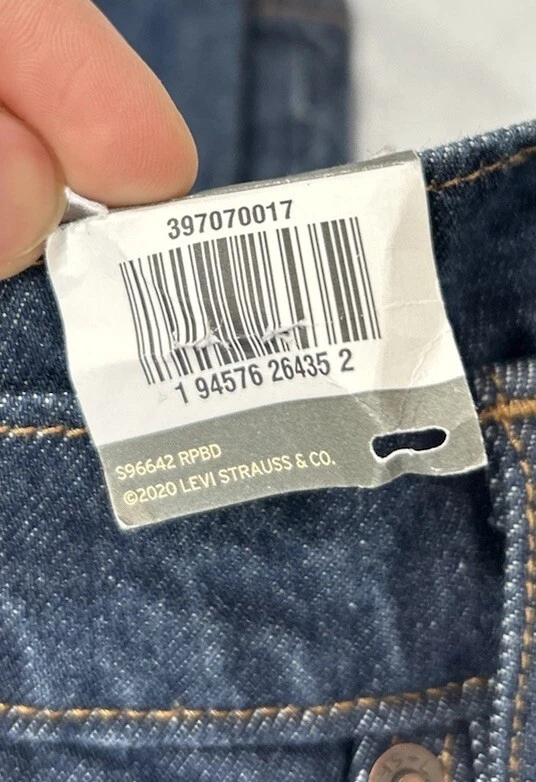 397070017
1 94576 26435 2
S96642 RPBD
©2020 LEVI STRAUSS & CO.